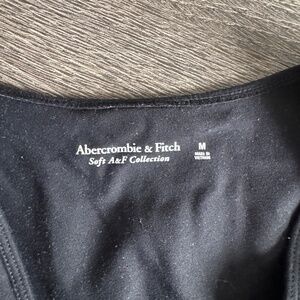 Abercrombie & Fitch
Soft A&F Collection
M
MADE IN
VIETNAM